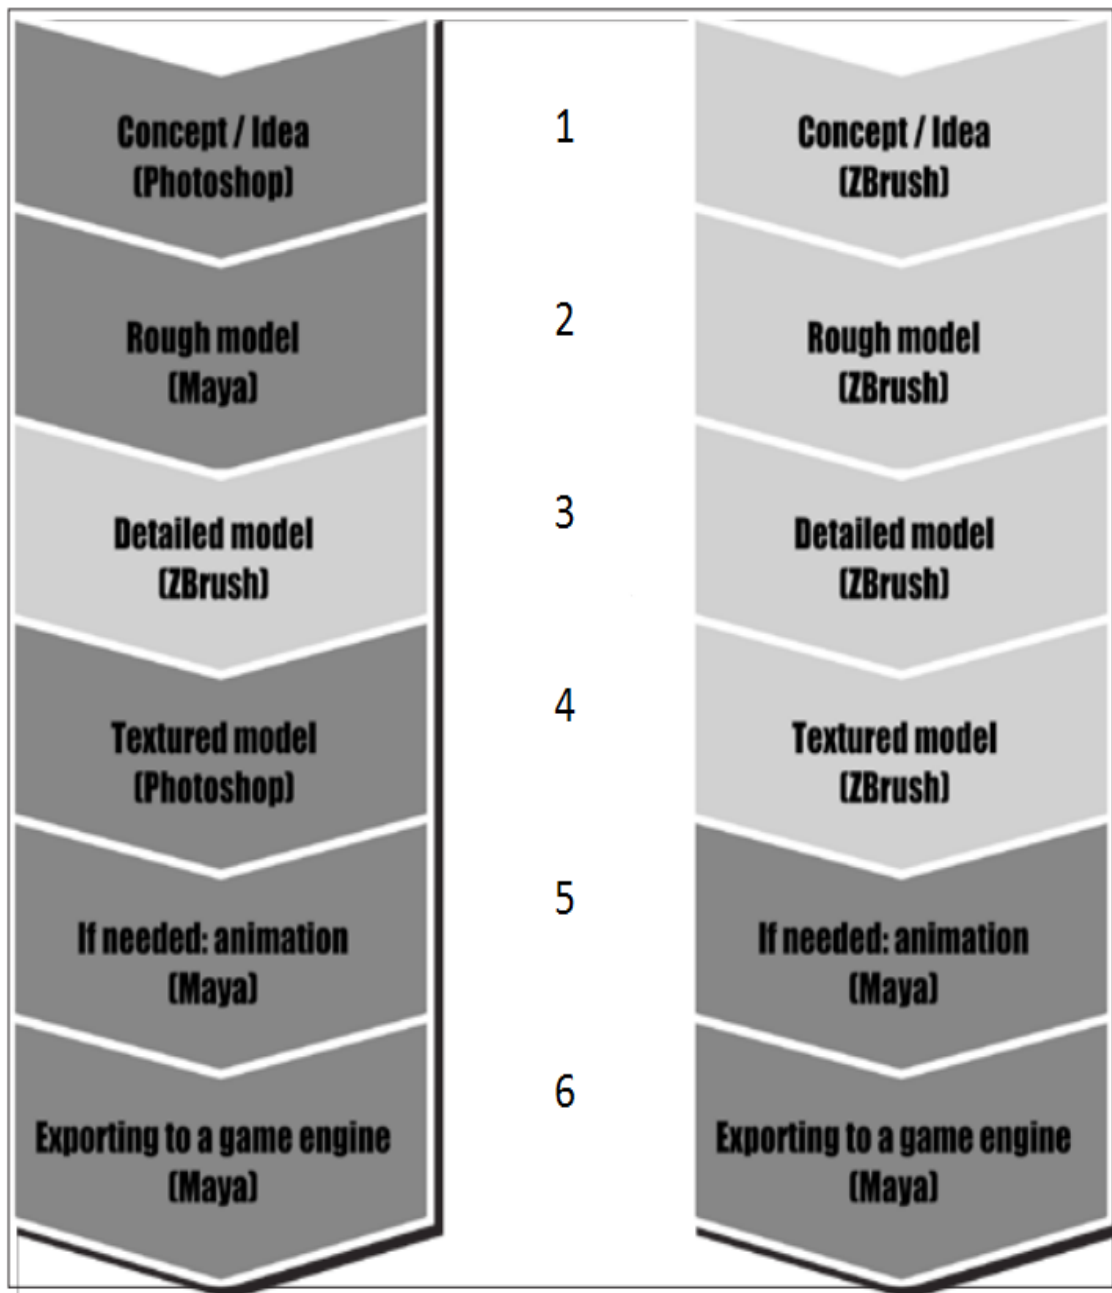 Concept / Idea
(Photoshop)
1
Concept / Idea
(ZBrush)
Rough model
(Maya)
2
Rough model
(ZBrush)
Detailed model
(ZBrush)
3
Detailed model
(ZBrush)
Textured model
(Photoshop)
4
Textured model
(ZBrush)
If needed: animation
(Maya)
5
If needed: animation
(Maya)
Exporting to a game engine
(Maya)
6
Exporting to a game engine
(Maya)